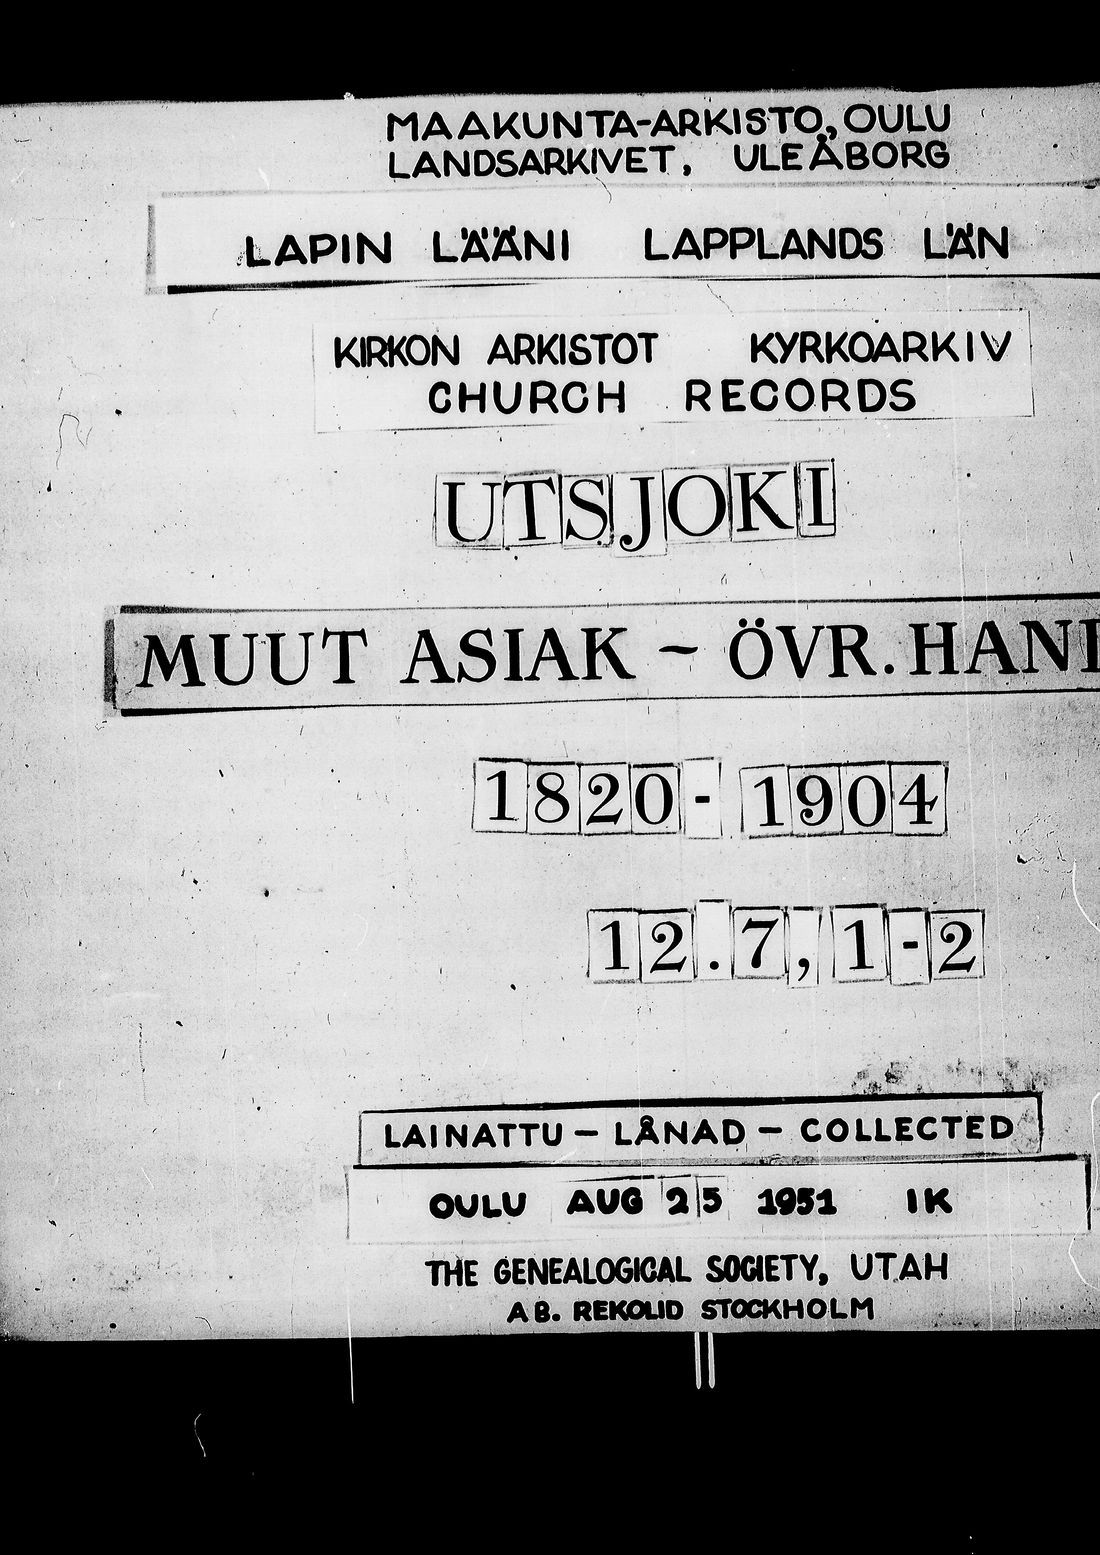 MAAKUNTA-ARKISTO, OULU
LANDSARKIVET, ULEÅBORG
LAPIN LÄÄNI LAPPLANDS LÄN
KIRKON ARKISTOT KYRKOARKIV
CHURCH RECORDS
UTSJOKI
MUUT ASIAK - ÖVR. HAN
1820-1904
12.7, 1-2
LAINATTU - LÅNAD - COLLECTED
OULU AUG 25 1951 IK
THE GENEALOGICAL SOCIETY, UTAH
AB. REKOLID STOCKHOLM